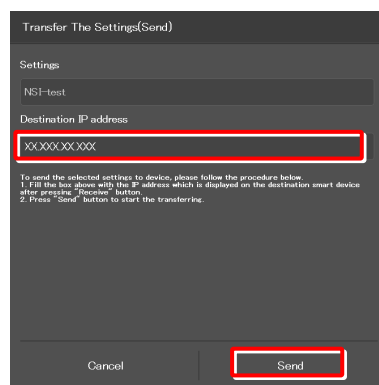 Transfer The Settings(Send)
Settings
NSI-test
Destination IP address
XX.XXX.XX.XXX
To send the selected settings to device, please follow the procedure below.
1. Fill the box above with the IP address which is displayed on the destination smart device
after pressing "Receive" button.
2. Press "Send" button to start the transferring.
Cancel
Send